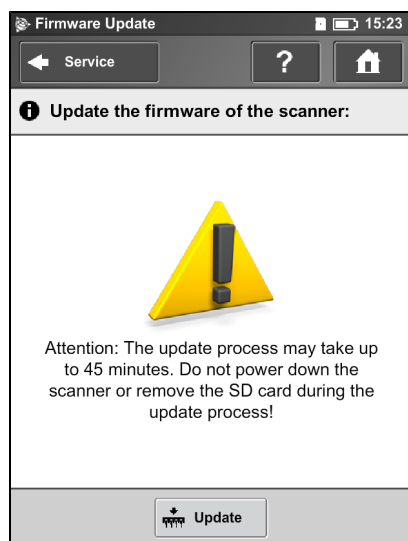 Firmware Update 15:23
Service ?
Update the firmware of the scanner:
Attention: The update process may take up
to 45 minutes. Do not power down the
scanner or remove the SD card during the
update process!
Update